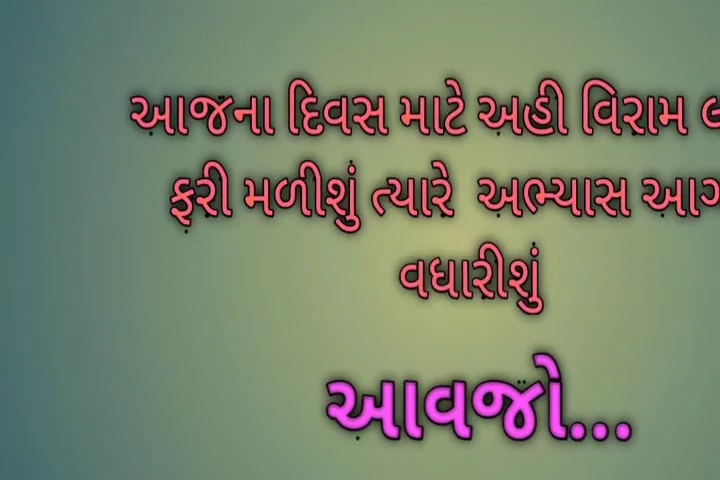 આજના દિવસ માટે અહી વિરામ
ફરી મળીશું ત્યારે અભ્યાસ
વધારીશું
આવજો...